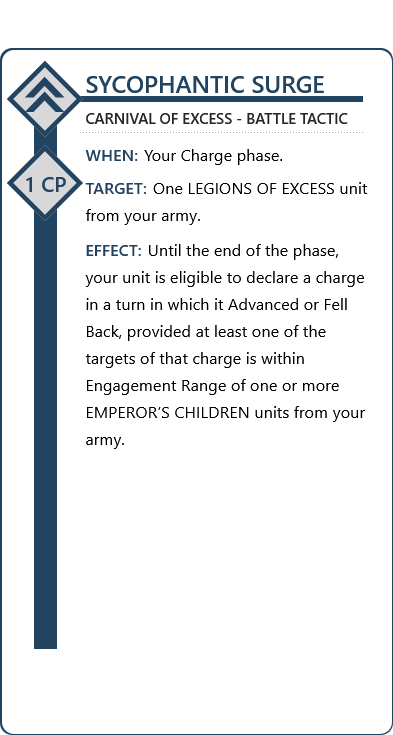 SYCOPHANTIC SURGE
CARNIVAL OF EXCESS - BATTLE TACTIC
WHEN: Your Charge phase.
1 CP
TARGET: One LEGIONS OF EXCESS unit
from your army.
EFFECT: Until the end of the phase,
your unit is eligible to declare a charge
in a turn in which it Advanced or Fell
Back, provided at least one of the
targets of that charge is within
Engagement Range of one or more
EMPEROR’S CHILDREN units from your
army.